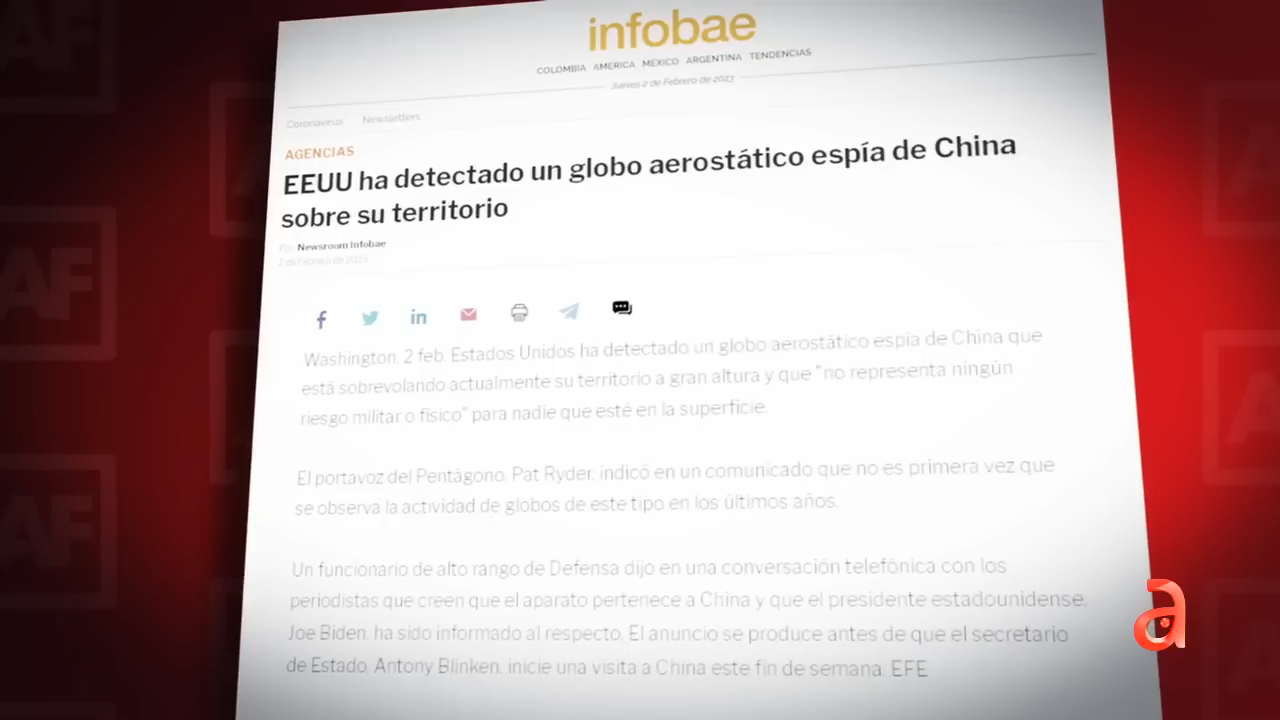 infobae
COLOMBIA AMERICA MEXICO ARGENTINA TENDENCIAS
Jueves 2 de Febrero de 2023
Coronavirus Newsletters
AGENCIAS
EEUU ha detectado un globo aerostático espía de China
sobre su territorio
Por Newsroom Infobae
2 de Febrero de 2023
Washington, 2 feb. Estados Unidos ha detectado un globo aerostático espía de China que
está sobrevolando actualmente su territorio a gran altura y que "no representa ningún
riesgo militar o físico" para nadie que esté en la superficie.
El portavoz del Pentágono, Pat Ryder, indicó en un comunicado que no es primera vez que
se observa la actividad de globos de este tipo en los últimos años.
Un funcionario de alto rango de Defensa dijo en una conversación telefónica con los
periodistas que creen que el aparato pertenece a China y que el presidente estadounidense,
Joe Biden, ha sido informado al respecto. El anuncio se produce antes de que el secretario
de Estado, Antony Blinken, inicie una visita a China este fin de semana. EFE
a
AF
AF
AF